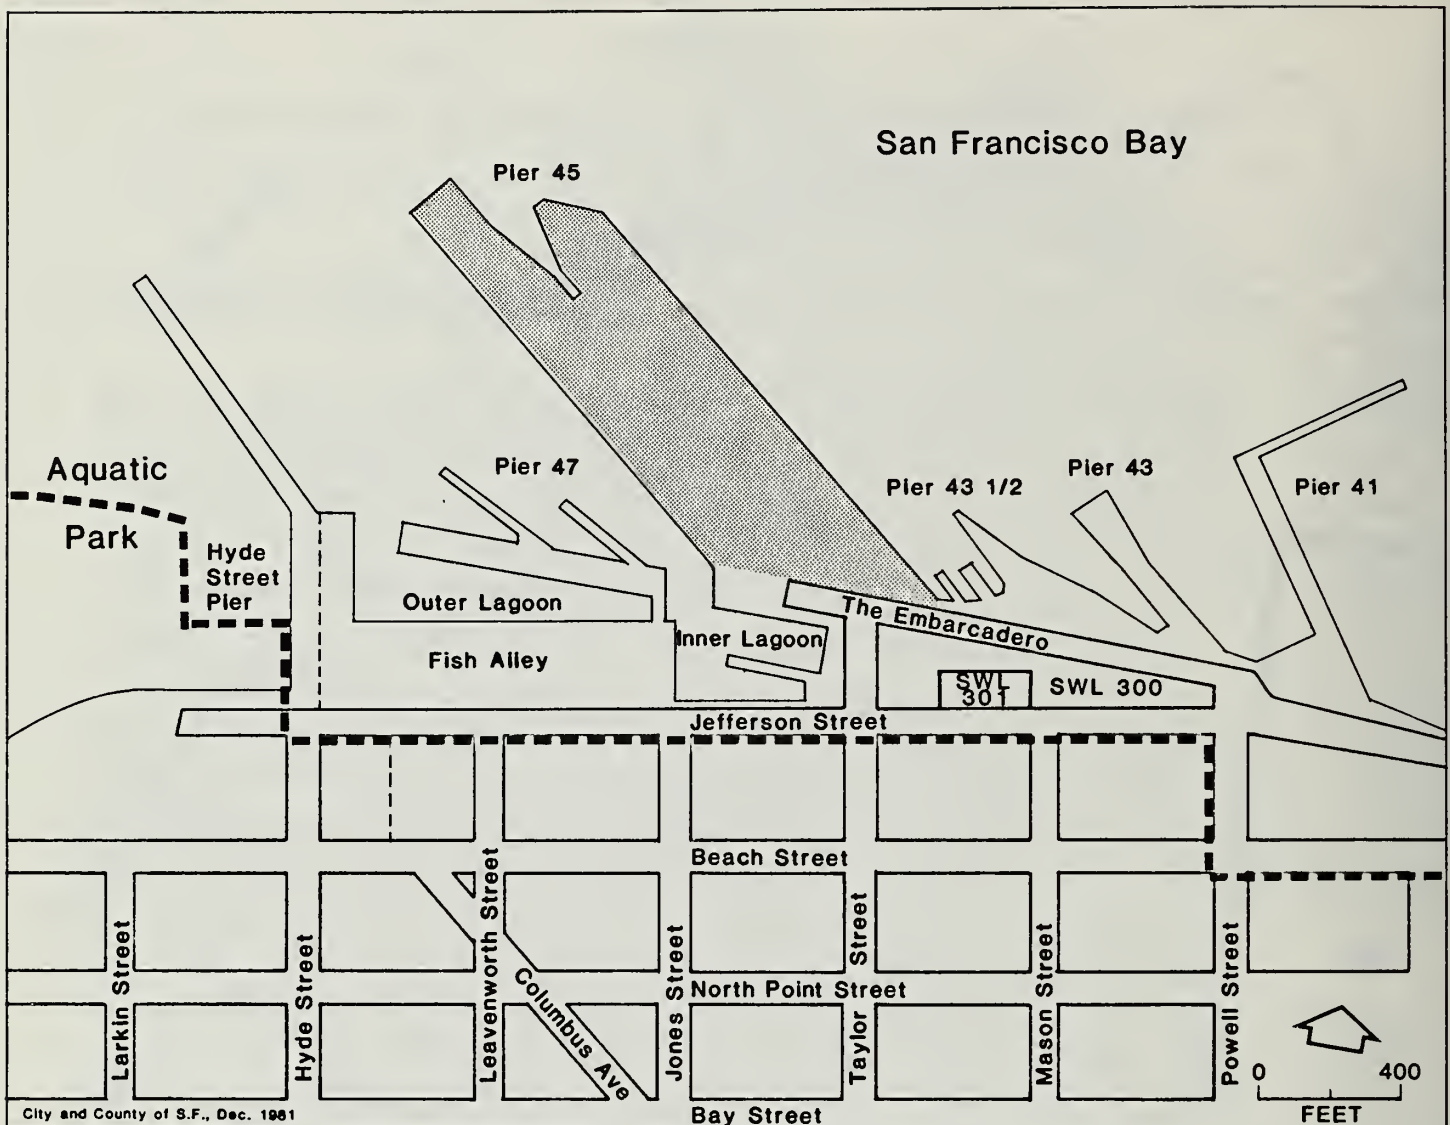 San Francisco Bay
Pier 45
Aquatic
Park
Pier 47
Pier 43 1/2
Pier 43
Pier 41
Hyde
Street
Pier
Outer Lagoon
The Embarcadero
Inner Lagoon
Fish Alley
SWL
301
SWL 300
Jefferson Street
Beach Street
Larkin Street
Hyde Street
Leavenworth Street
Columbus Ave
Jones Street
North Point Street
Taylor Street
Mason Street
Powell Street
0 400
FEET
City and County of S.F., Dec. 1981
Bay Street